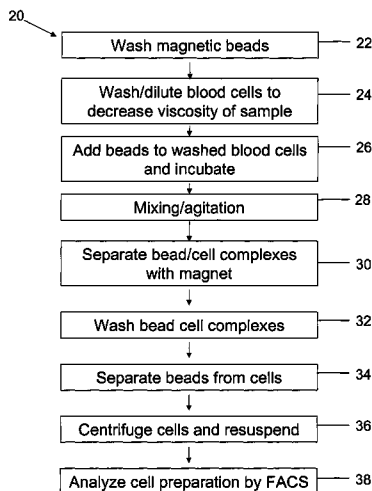 20
Wash magnetic beads
22
Wash/dilute blood cells to
decrease viscosity of sample
24
Add beads to washed blood cells
and incubate
26
Mixing/agitation
28
Separate bead/cell complexes
with magnet
30
Wash bead cell complexes
32
Separate beads from cells
34
Centrifuge cells and resuspend
36
Analyze cell preparation by FACS
38